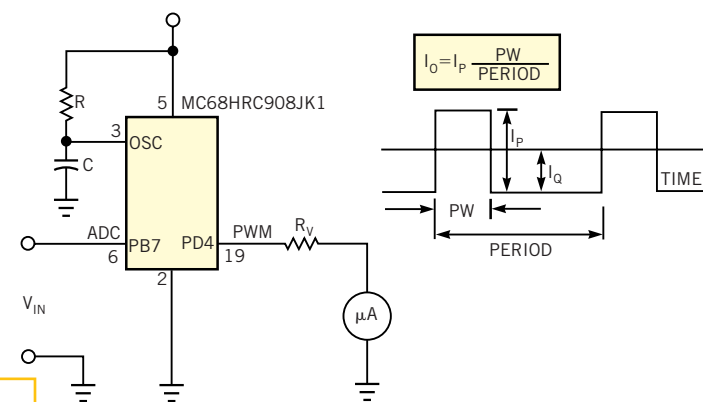 5 MC68HRC908JK1
R
3
OSC
C
ADC
6
PB7
PD4
PWM
19
R_V
2
V_IN
μA
I_O=I_P PW
PERIOD
I_P
I_Q
TIME
PW
PERIOD